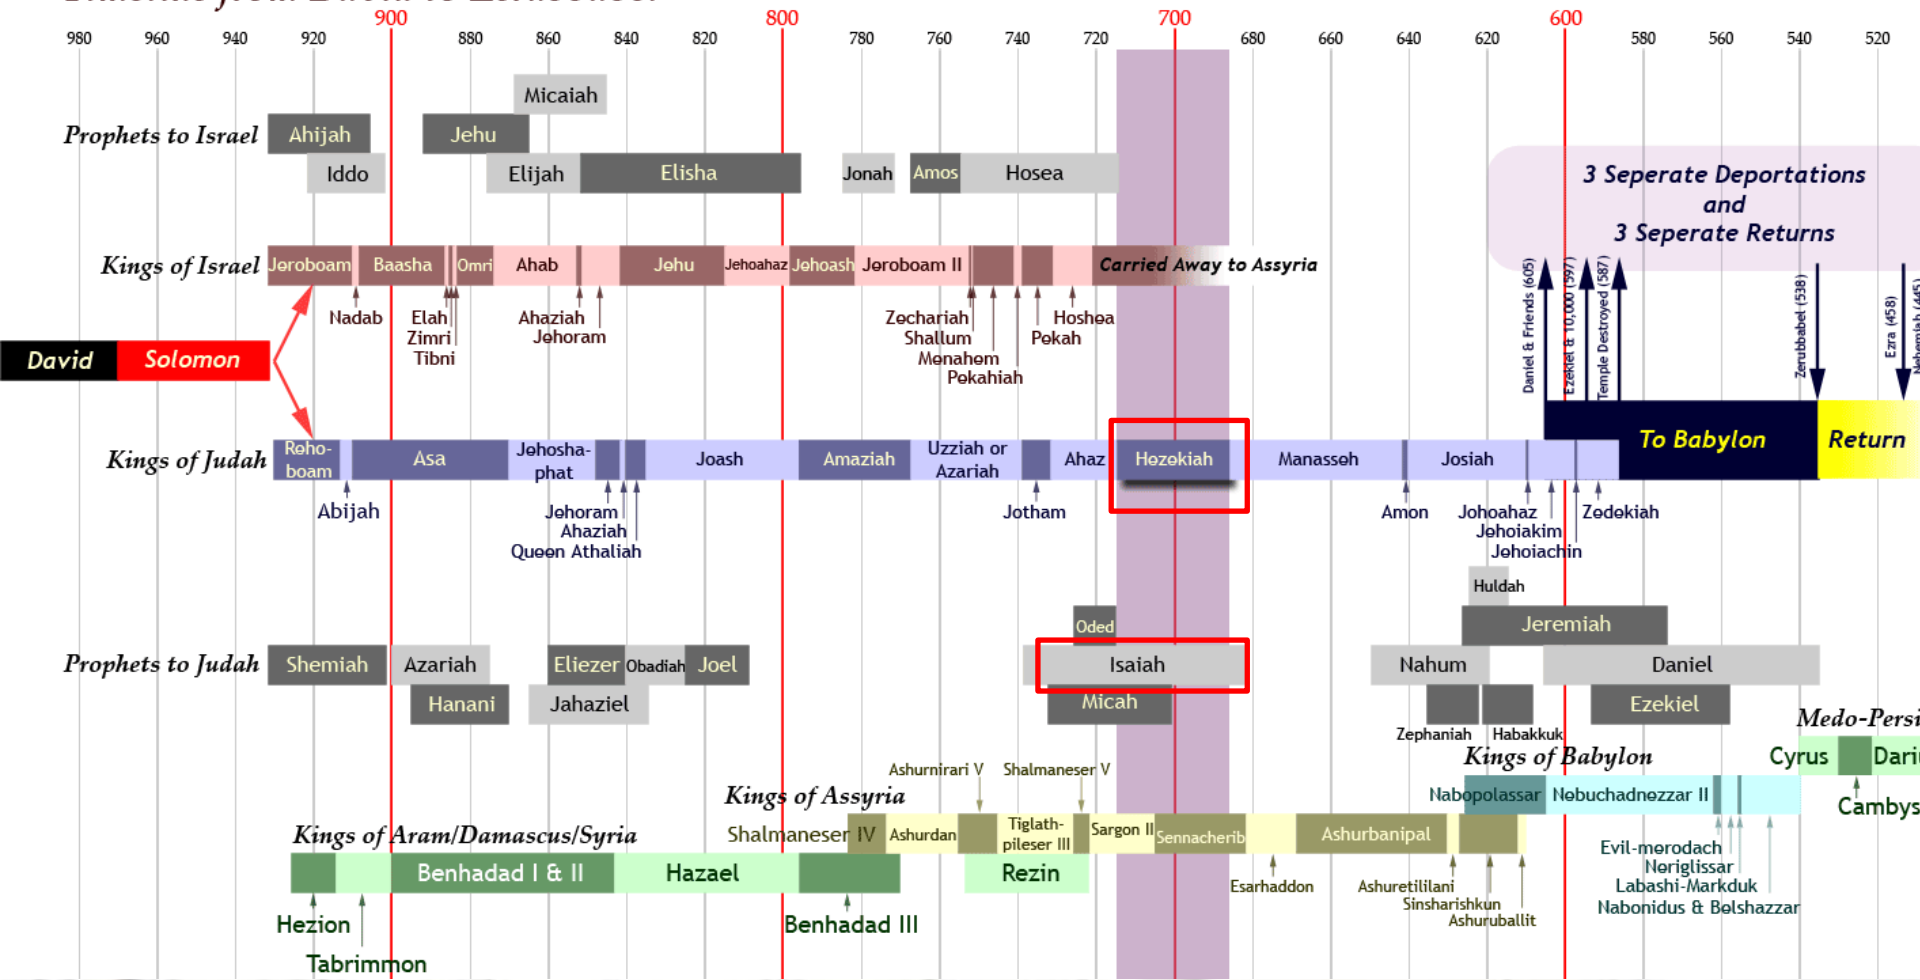 900 800 700 600
980 960 940 920 880 860 840 820 780 760 740 720 680 660 640 620 580 560 540 520
Micaiah
Prophets to Israel Ahijah Jehu
Iddo Elijah Elisha Jonah Amos Hosea
3 Seperate Deportations
and
3 Seperate Returns
Kings of Israel Jeroboam Baasha Omri Ahab Jehu Jehoahaz Jehoash Jeroboam II Carried Away to Assyria
Nadab Elah Ahaziah Zechariah Hoshea
Zimri Jehoram Shallum Pekah
Tibni Menahem
Pekahiah
Daniel & Friends (605)
Ezekiel & 10,000 (597)
Temple Destroyed (587)
Zerubbabel (538)
Ezra (458)
Nehemiah (445)
David Solomon
To Babylon Return
Kings of Judah Reho-
boam Asa Jehosha-
phat Joash Amaziah Uzziah or
Azariah Ahaz Hezekiah Manasseh Josiah
Abijah Jehoram Jotham Amon Johoahaz Zedekiah
Ahaziah Jehoiakim
Queen Athaliah Jehoiachin
Huldah
Oded Jeremiah
Prophets to Judah Shemiah Azariah Eliezer Obadiah Joel Isaiah Nahum Daniel
Hanani Jahaziel Micah Ezekiel
Zephaniah Habakkuk
Medo-Persi
Kings of Babylon
Cyrus Dari
Cambys
Nabopolassar Nebuchadnezzar II
Evil-merodach
Neriglissar
Labashi-Markduk
Nabonidus & Belshazzar
Ashurnirari V Shalmaneser V
Kings of Assyria
Shalmaneser IV Ashurdan Tiglath-
pileser III Sargon II Sennacherib Ashurbanipal
Esarhaddon Ashuretililani
Sinsharishkun
Ashuruballit
Kings of Aram/Damascus/Syria
Benhadad I & II Hazael Rezin
Hezion Benhadad III
Tabrimmon